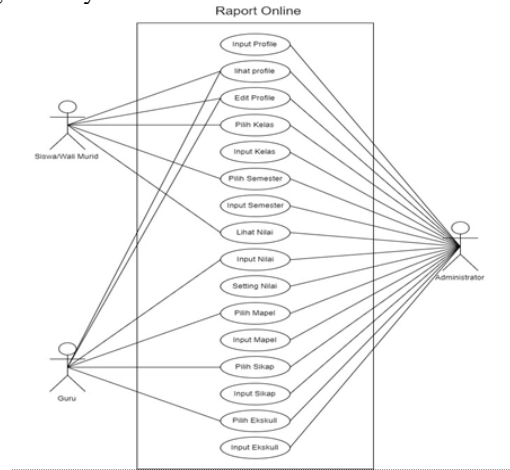 Raport Online
Input Profile
lihat profile
Edit Profile
Pilih Kelas
Siswa/Wali Murid
Input Kelas
Pilih Semester
Input Semester
Lihat Nilai
Input Nilai
Administrator
Setting Nilai
Pilih Mapel
Input Mapel
Pilih Sikap
Guru
Input Sikap
Pilih Ekskull
Input Ekskull